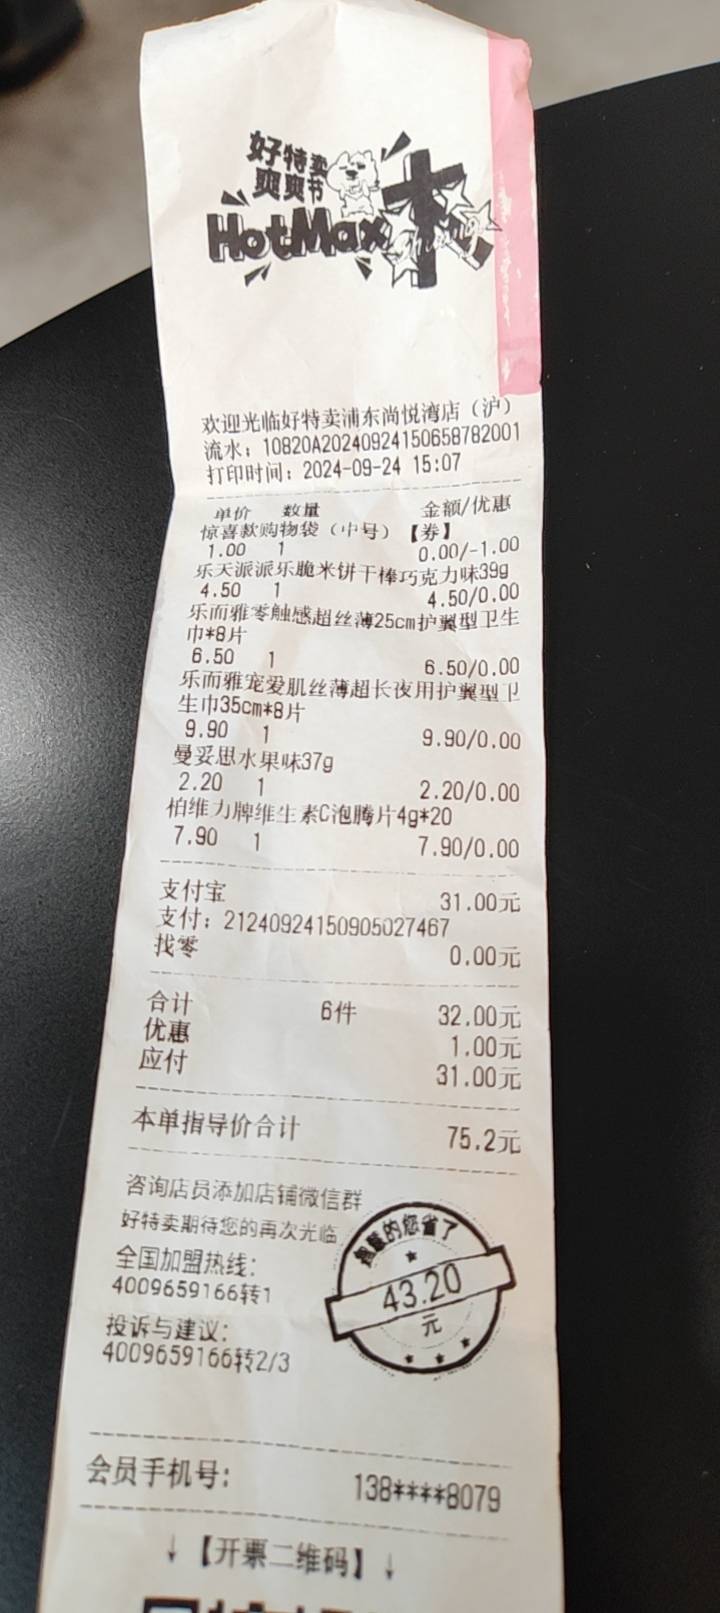 好特卖
爽爽节
HotMax
欢迎光临好特卖浦东尚悦湾店（沪）
流水：10820A20240924150658782001
打印时间：2024-09-24 15:07
单价 数量 金额/优惠
惊喜款购物袋（中号）【券】
1.00 1 0.00/-1.00
乐天派派乐脆米饼干棒巧克力味39g
4.50 1 4.50/0.00
乐而雅零触感超丝薄25cm护翼型卫生
巾*8片
6.50 1 6.50/0.00
乐而雅宠爱肌丝薄超长夜用护翼型卫
生巾35cm*8片
9.90 1 9.90/0.00
曼妥思水果味37g
2.20 1 2.20/0.00
柏维力牌维生素C泡腾片4g*20
7.90 1 7.90/0.00
支付宝 31.00元
支付：21240924150905027467
找零 0.00元
合计 6件 32.00元
优惠 1.00元
应付 31.00元
本单指导价合计 75.2元
咨询店员添加店铺微信群
好特卖期待您的再次光临
全国加盟热线：
4009659166转1
投诉与建议：
4009659166转2/3
的您省了
43.20
元
会员手机号： 138****8079
↓【开票二维码】↓